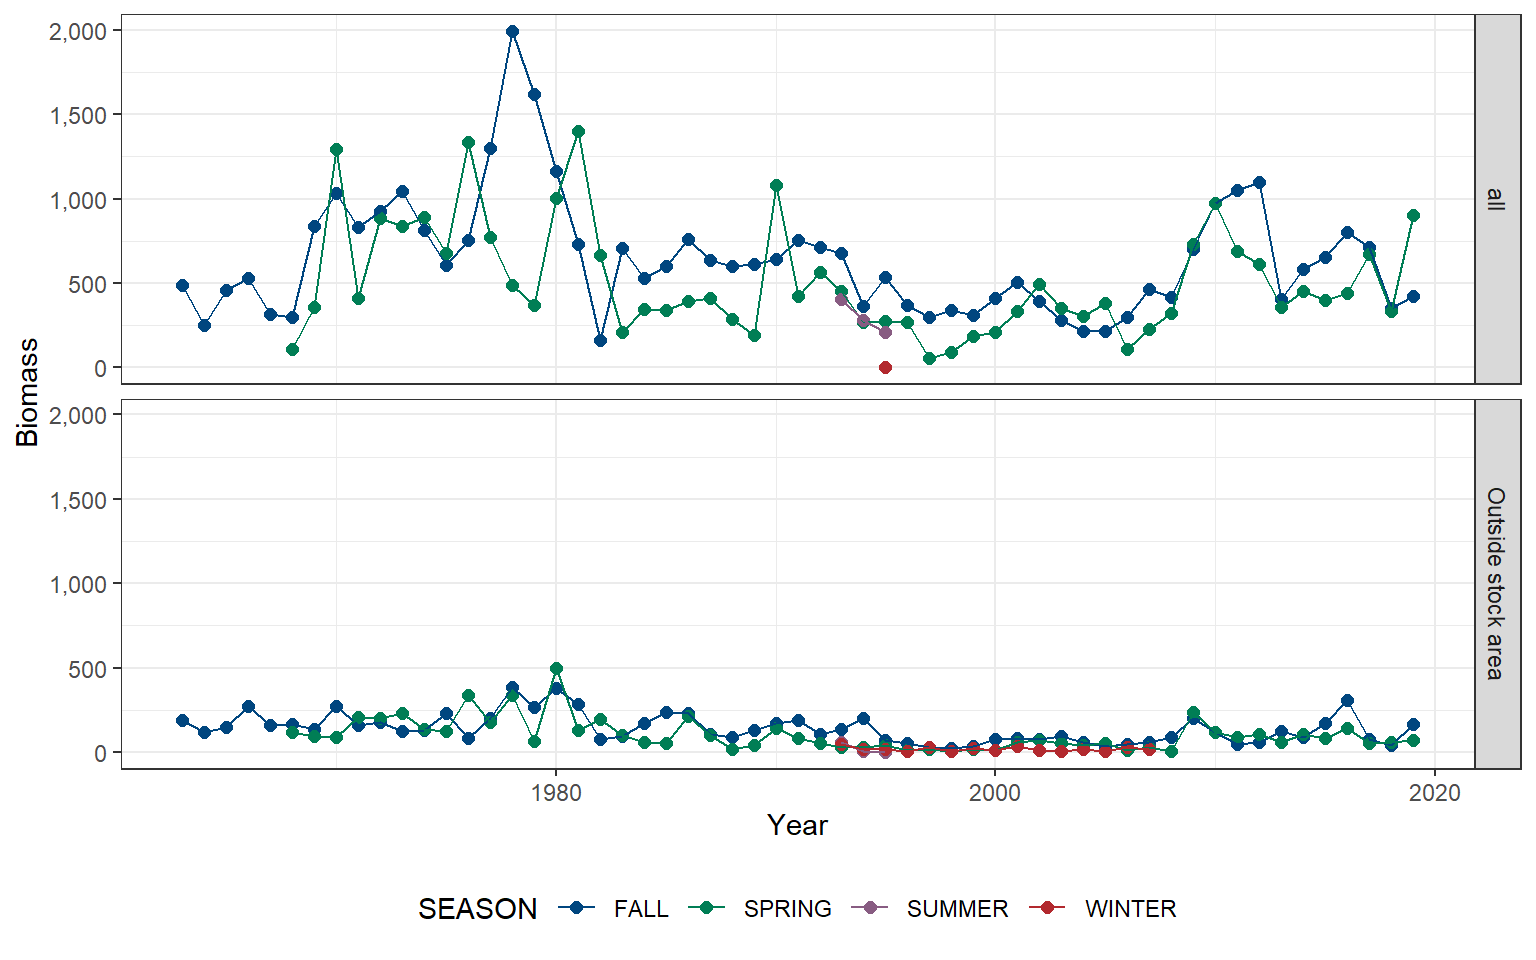 2,000
1,500
1,000
500
0
all
Biomass
2,000
1,500
1,000
500
0
Outside stock area
1980
2000
2020
Year
SEASON FALL SPRING SUMMER WINTER